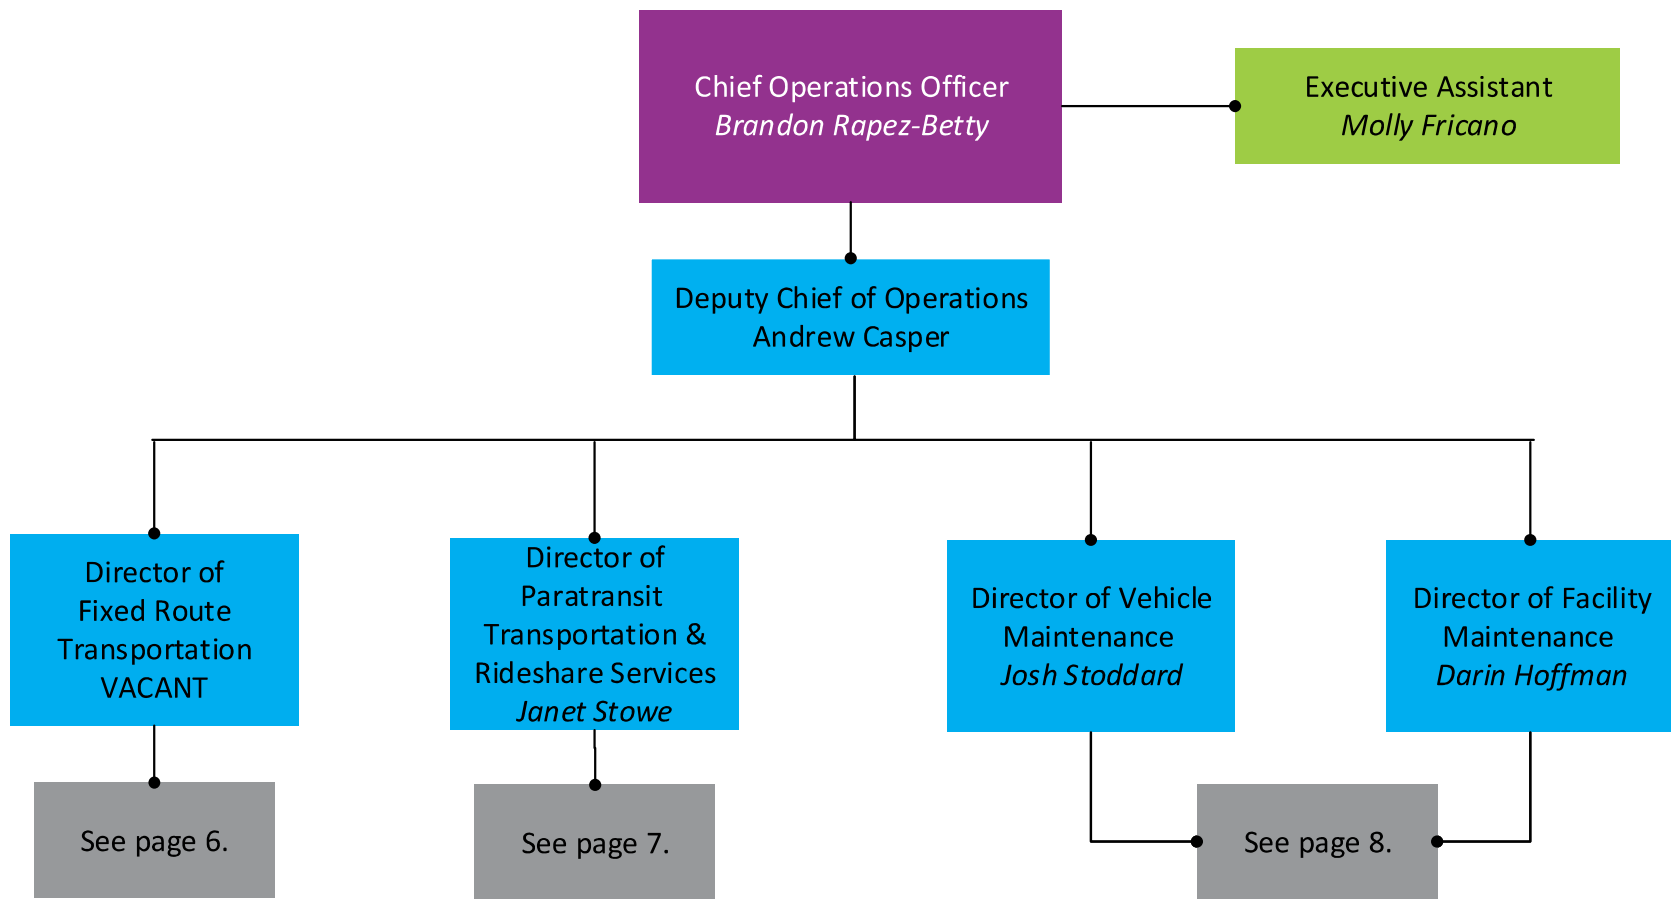 Chief Operations Officer
Brandon Rapez-Betty
Executive Assistant
Molly Fricano
Deputy Chief of Operations
Andrew Casper
Director of
Fixed Route
Transportation
VACANT
Director of
Paratransit
Transportation &
Rideshare Services
Janet Stowe
Director of Vehicle
Maintenance
Josh Stoddard
Director of Facility
Maintenance
Darin Hoffman
See page 6.
See page 7.
See page 8.